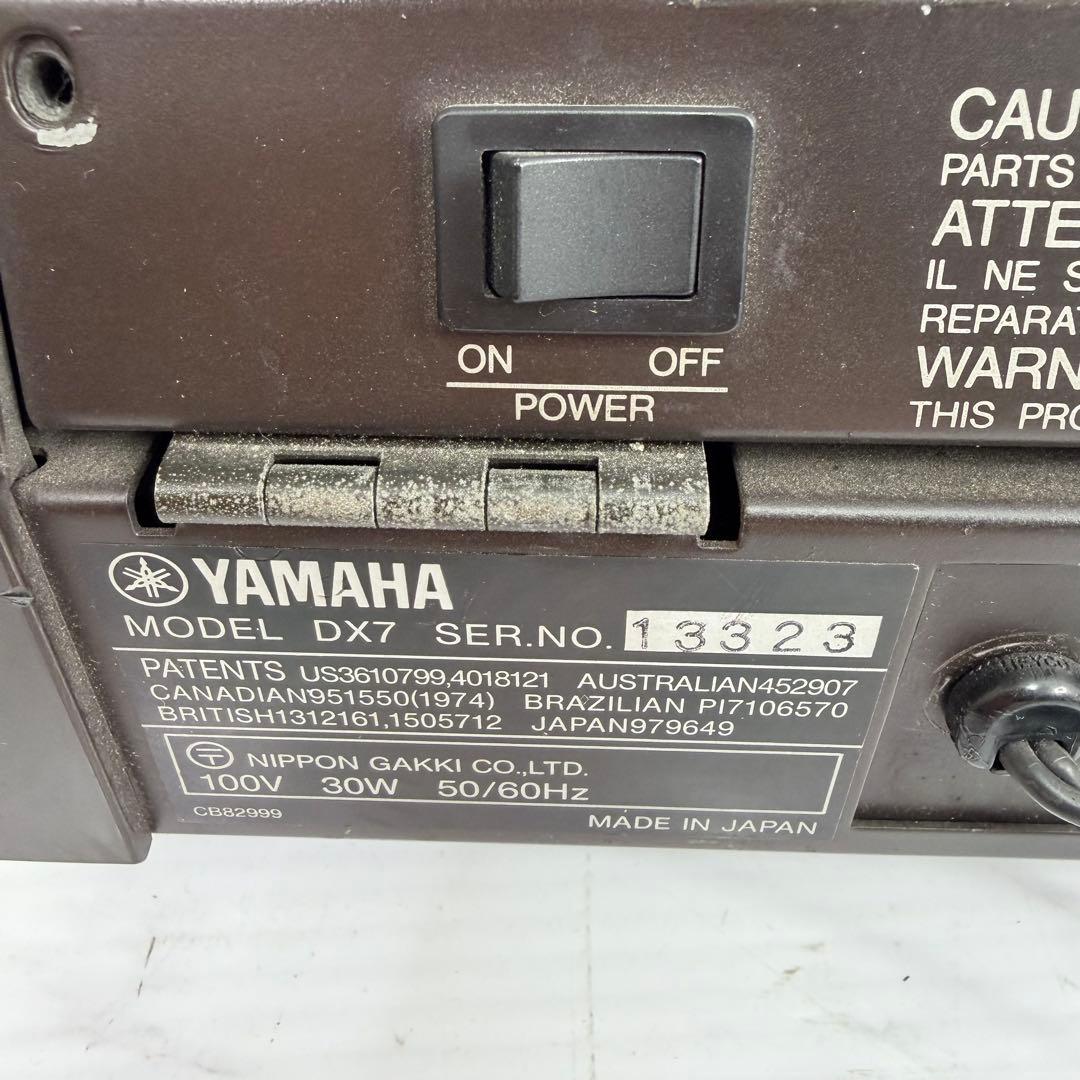 CAU
PARTS
ATTE
IL NE S
REPARAT
WARN
THIS PRO
ON OFF
POWER
YAMAHA
MODEL DX7 SER.NO. 13323
PATENTS US3610799,4018121 AUSTRALIAN452907
CANADIAN951550(1974) BRAZILIAN PI7106570
BRITISH1312161,1505712 JAPAN979649
〒 NIPPON GAKKI CO.,LTD.
100V 30W 50/60Hz
CB82999
MADE IN JAPAN